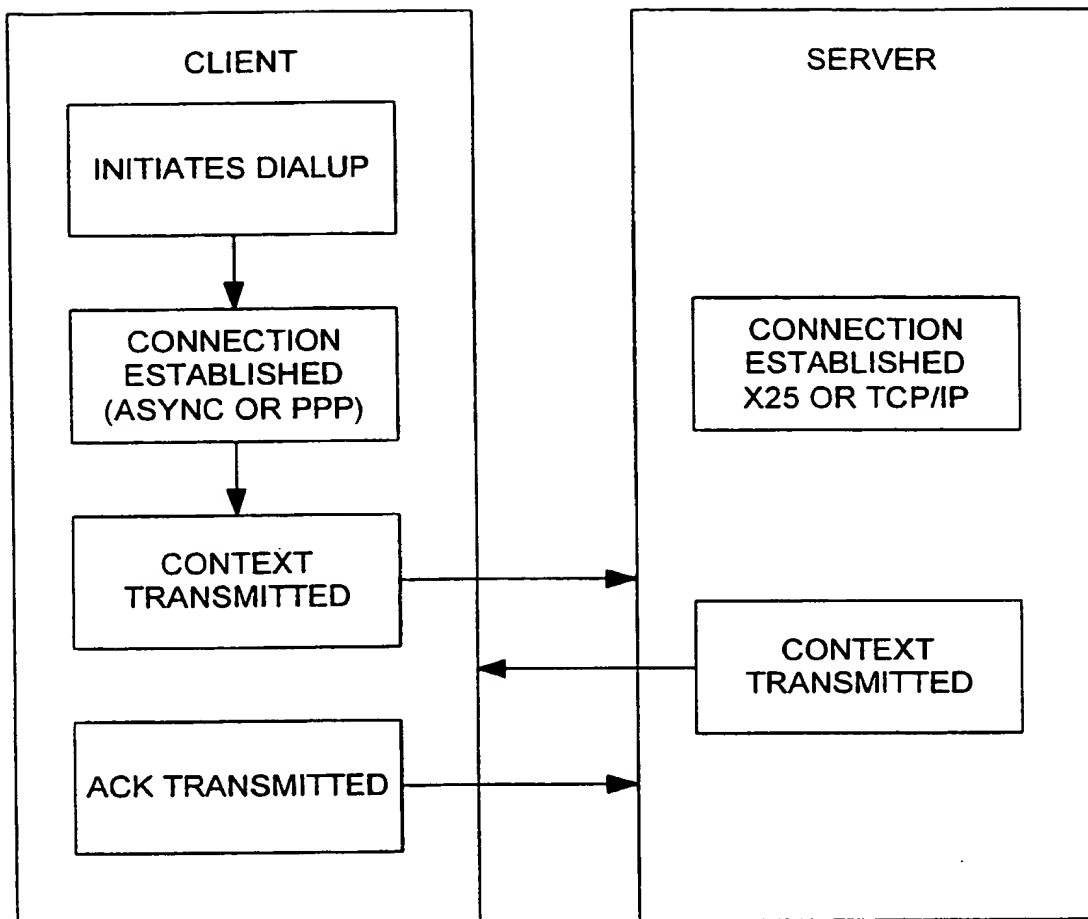 CLIENT
INITIATES DIALUP
CONNECTION
ESTABLISHED
(ASYNC OR PPP)
CONTEXT
TRANSMITTED
ACK TRANSMITTED
SERVER
CONNECTION
ESTABLISHED
X25 OR TCP/IP
CONTEXT
TRANSMITTED